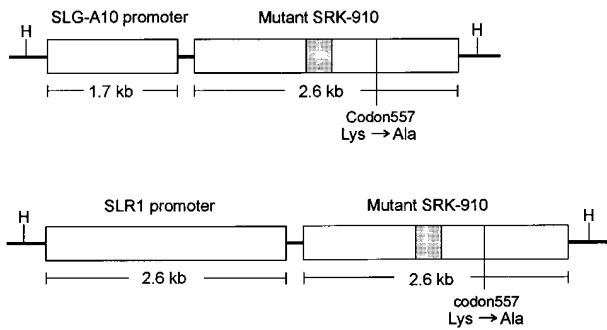 SLG-A10 promoter Mutant SRK-910
H H
1.7 kb 2.6 kb
Codon557
Lys → Ala
SLR1 promoter Mutant SRK-910
H H
2.6 kb 2.6 kb
codon557
Lys → Ala